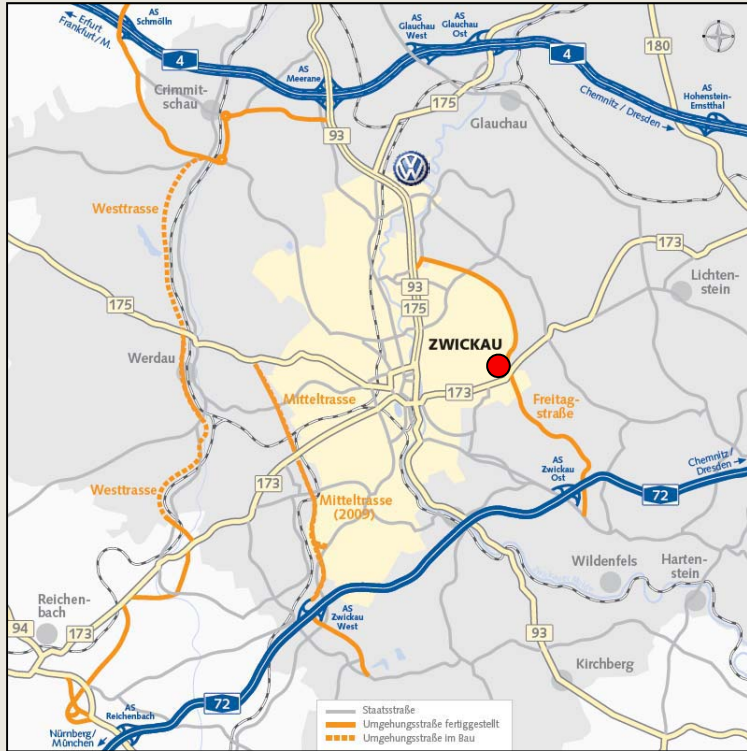 AS
Schmölln
Erfurt
Frankfurt/M.
4
AS
Glauchau
West
AS
Glauchau
Ost
4
180
AS
Meerane
AS
Hohenstein-
Ernstthal
Crimmit-
schau
175
Chemnitz / Dresden
93
Glauchau
Westtrasse
173
93
175
Lichten-
stein
175
ZWICKAU
Werdau
Mitteltrasse
173
Freitag-
straße
173
AS
Zwickau
Ost
Chemnitz/
Dresden
Westtrasse
Mitteltrasse
(2009)
72
Wildenfels
Harten-
stein
Reichen-
bach
94
173
AS
Zwickau
West
93
Kirchberg
72
AS
Reichenbach
Nürnberg/
München
Staatsstraße
Umgehungsstraße fertiggestellt
Umgehungsstraße im Bau